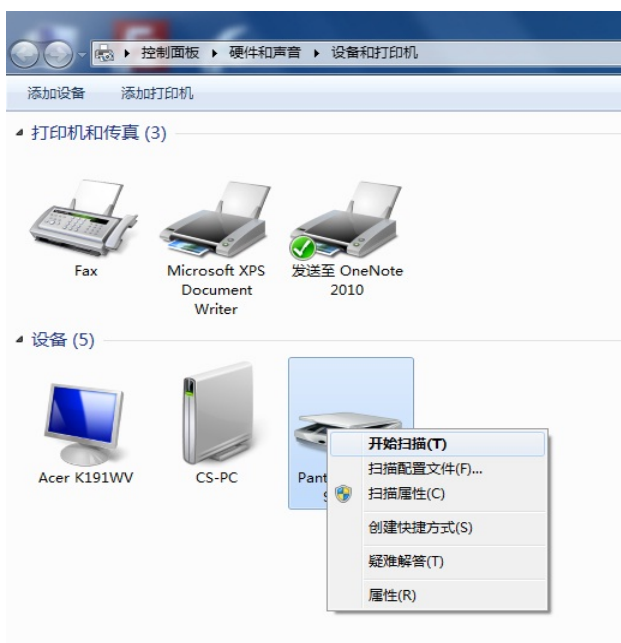 控制面板 ▸ 硬件和声音 ▸ 设备和打印机
添加设备 添加打印机
打印机和传真 (3)
Fax
Microsoft XPS
Document
Writer
发送至 OneNote
2010
设备 (5)
Acer K191WV
CS-PC
Pant
开始扫描(T)
扫描配置文件(F)...
扫描属性(C)
创建快捷方式(S)
疑难解答(T)
属性(R)